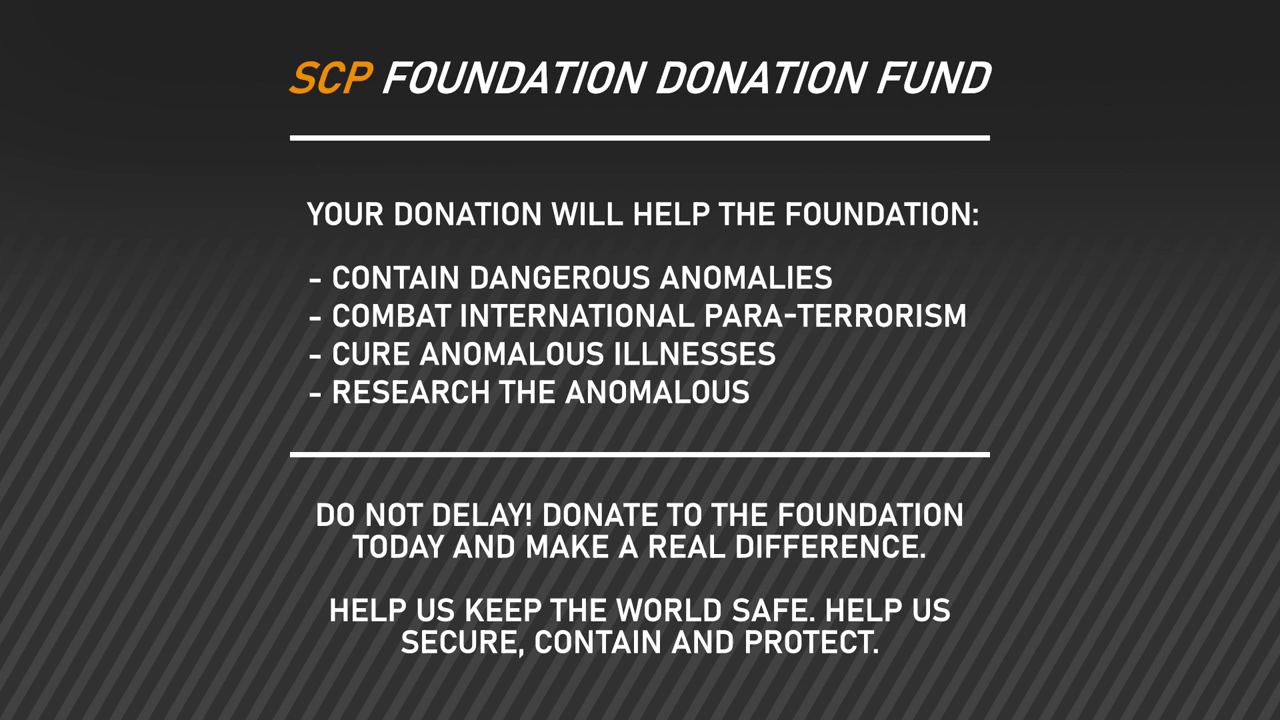 SCP FOUNDATION DONATION FUND
YOUR DONATION WILL HELP THE FOUNDATION:
- CONTAIN DANGEROUS ANOMALIES
- COMBAT INTERNATIONAL PARA-TERRORISM
- CURE ANOMALOUS ILLNESSES
- RESEARCH THE ANOMALOUS
DO NOT DELAY! DONATE TO THE FOUNDATION
TODAY AND MAKE A REAL DIFFERENCE.
HELP US KEEP THE WORLD SAFE. HELP US
SECURE, CONTAIN AND PROTECT.